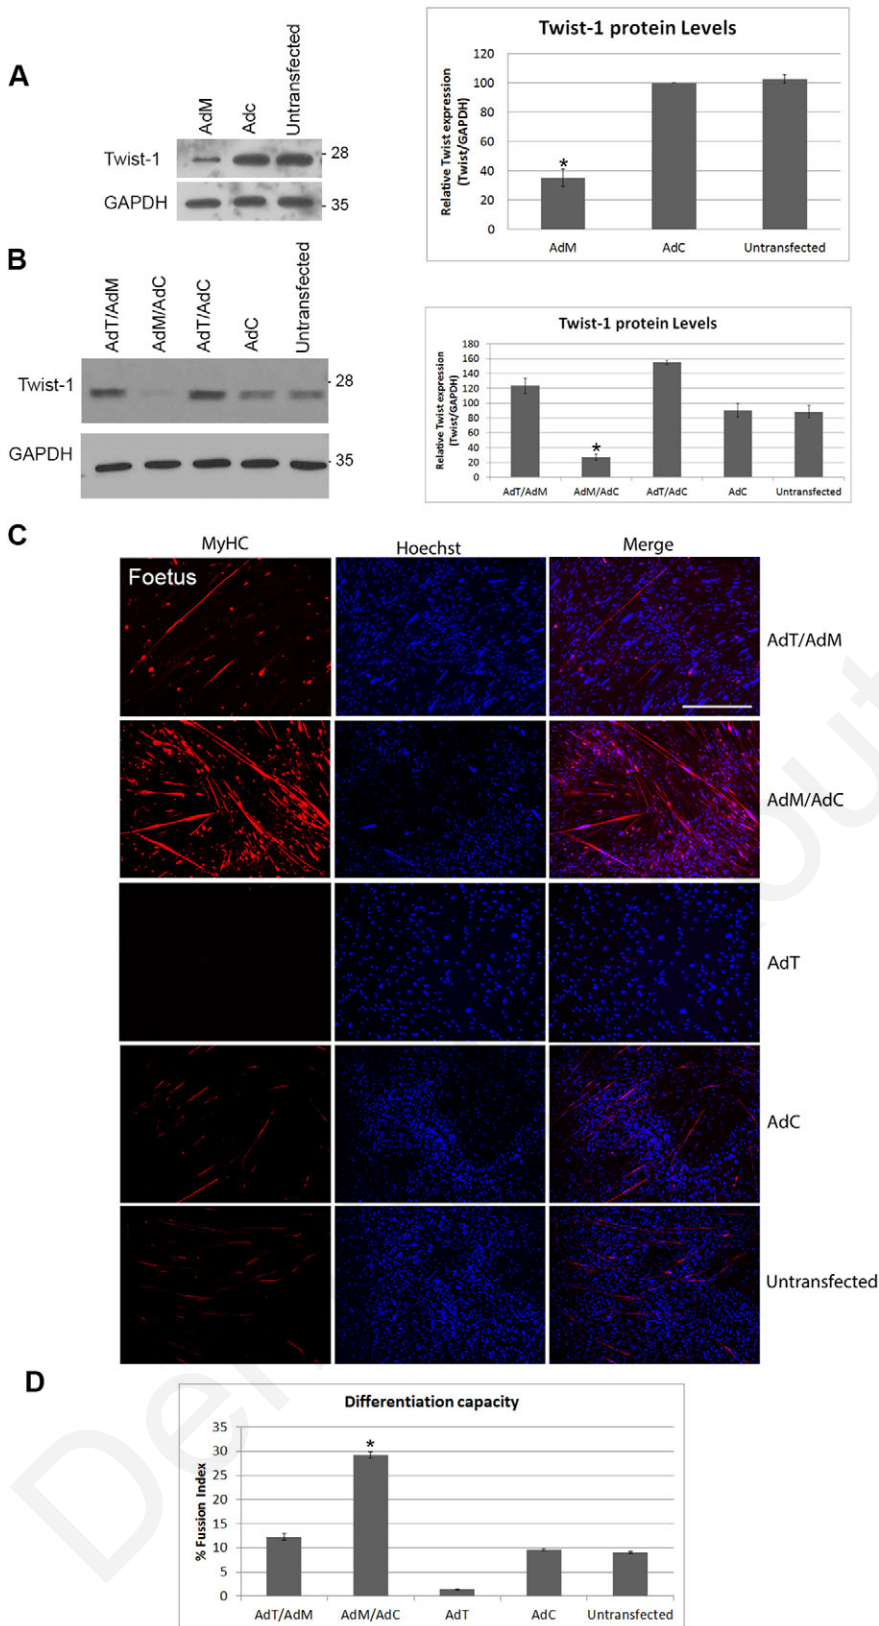 A
AdM
Adc
Untransfected
Twist-1
28
GAPDH
35
Twist-1 protein Levels
Relative Twist expression
(Twist/GAPDH)
120
100
80
60
40
20
0
*
AdM
AdC
Untransfected
B
AdT/AdM
AdM/AdC
AdT/AdC
AdC
Untransfected
Twist-1
28
GAPDH
35
Twist-1 protein Levels
Relative Twist expression
(Twist/GAPDH)
180
160
140
120
100
80
60
40
20
0
*
AdT/AdM
AdM/AdC
AdT/AdC
AdC
Untransfected
C
MyHC
Hoechst
Merge
Foetus
AdT/AdM
AdM/AdC
AdT
AdC
Untransfected
D
Differentiation capacity
% Fussion Index
35
30
25
20
15
10
5
0
*
AdT/AdM
AdM/AdC
AdT
AdC
Untransfected